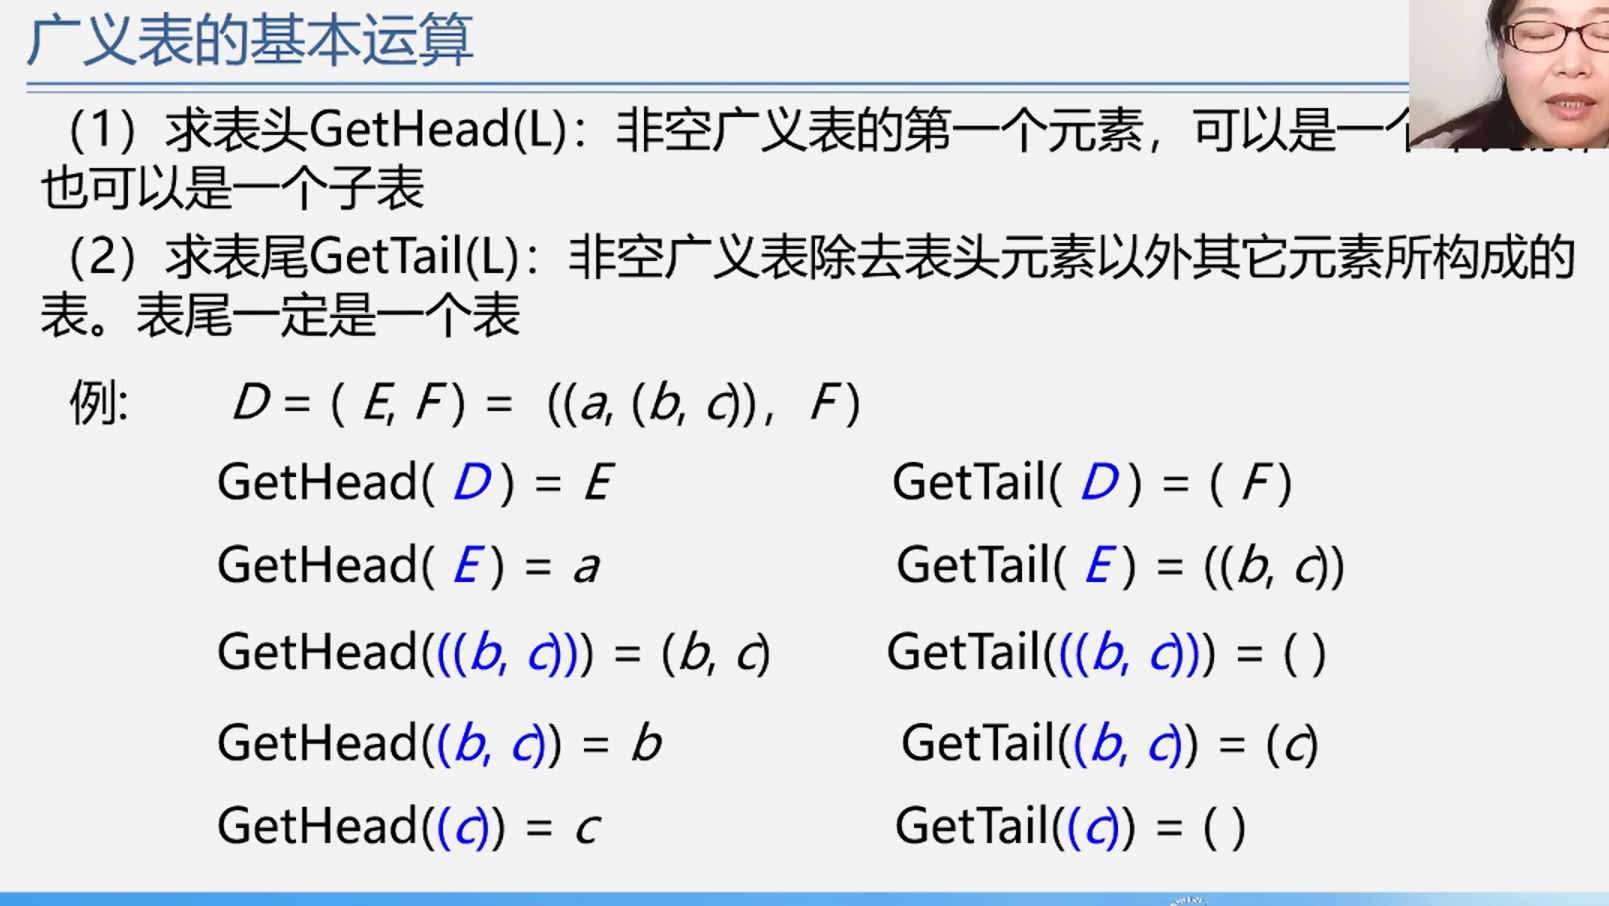 广义表的基本运算
（1）求表头GetHead(L)：非空广义表的第一个元素，可以是一个
也可以是一个子表
（2）求表尾GetTail(L)：非空广义表除去表头元素以外其它元素所构成的
表。表尾一定是一个表
例: D = ( E, F ) = ((a, (b, c)), F )
GetHead( D ) = E GetTail( D ) = ( F )
GetHead( E ) = a GetTail( E ) = ((b, c))
GetHead(((b, c))) = (b, c) GetTail(((b, c))) = ( )
GetHead((b, c)) = b GetTail((b, c)) = (c)
GetHead((c)) = c GetTail((c)) = ( )